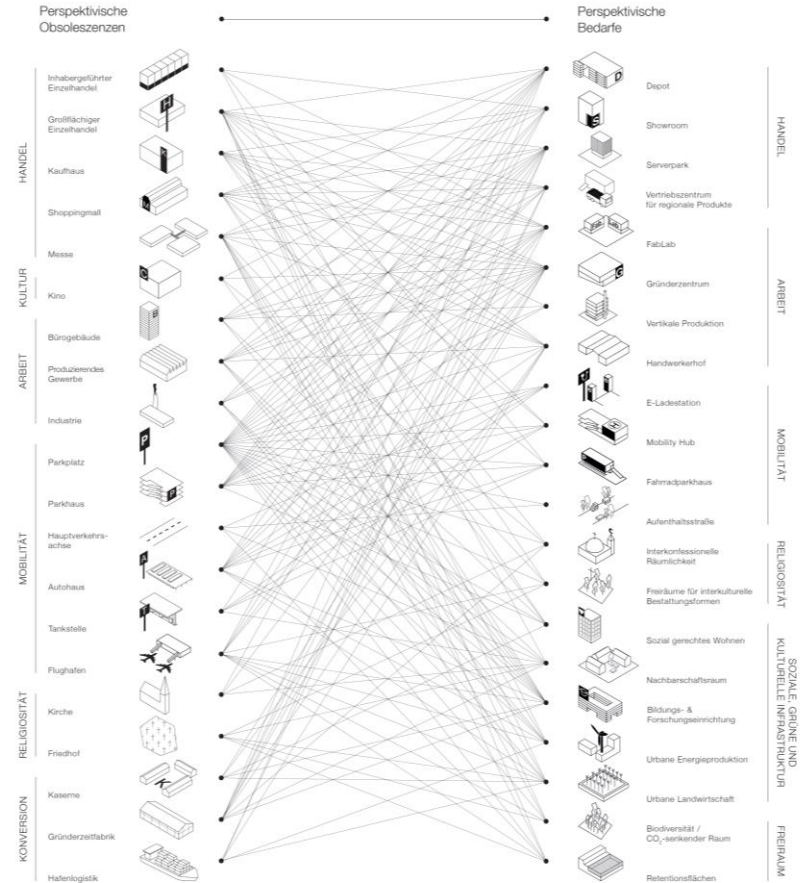 Perspektivische
Obsoleszenzen
HANDEL
Inhabergeführter
Einzelhandel
Großflächiger
Einzelhandel
Kaufhaus
Shoppingmall
Messe
KULTUR
Kino
ARBEIT
Bürogebäude
Produzierendes
Gewerbe
Industrie
MOBILITÄT
Parkplatz
Parkhaus
Hauptverkehrs-
achse
Autohaus
Tankstelle
Flughafen
RELIGIOSITÄT
Kirche
Friedhof
KONVERSION
Kaserne
Gründerzeitfabrik
Hafenlogistik
Perspektivische
Bedarfe
HANDEL
Depot
Showroom
Serverpark
Vertriebszentrum
für regionale Produkte
ARBEIT
FabLab
Gründerzentrum
Vertikale Produktion
Handwerkerhof
MOBILITÄT
E-Ladestation
Mobility Hub
Fahrradparkhaus
Aufenthaltsstraße
RELIGIOSITÄT
Interkonfessionelle
Räumlichkeit
Freiräume für interkulturelle
Bestattungsformen
SOZIALE, GRÜNE UND
KULTURELLE INFRASTRUKTUR
Sozial gerechtes Wohnen
Nachbarschaftsraum
Bildungs- &
Forschungseinrichtung
Urbane Energieproduktion
Urbane Landwirtschaft
FREIRAUM
Biodiversität /
CO₂-senkender Raum
Retentionsflächen